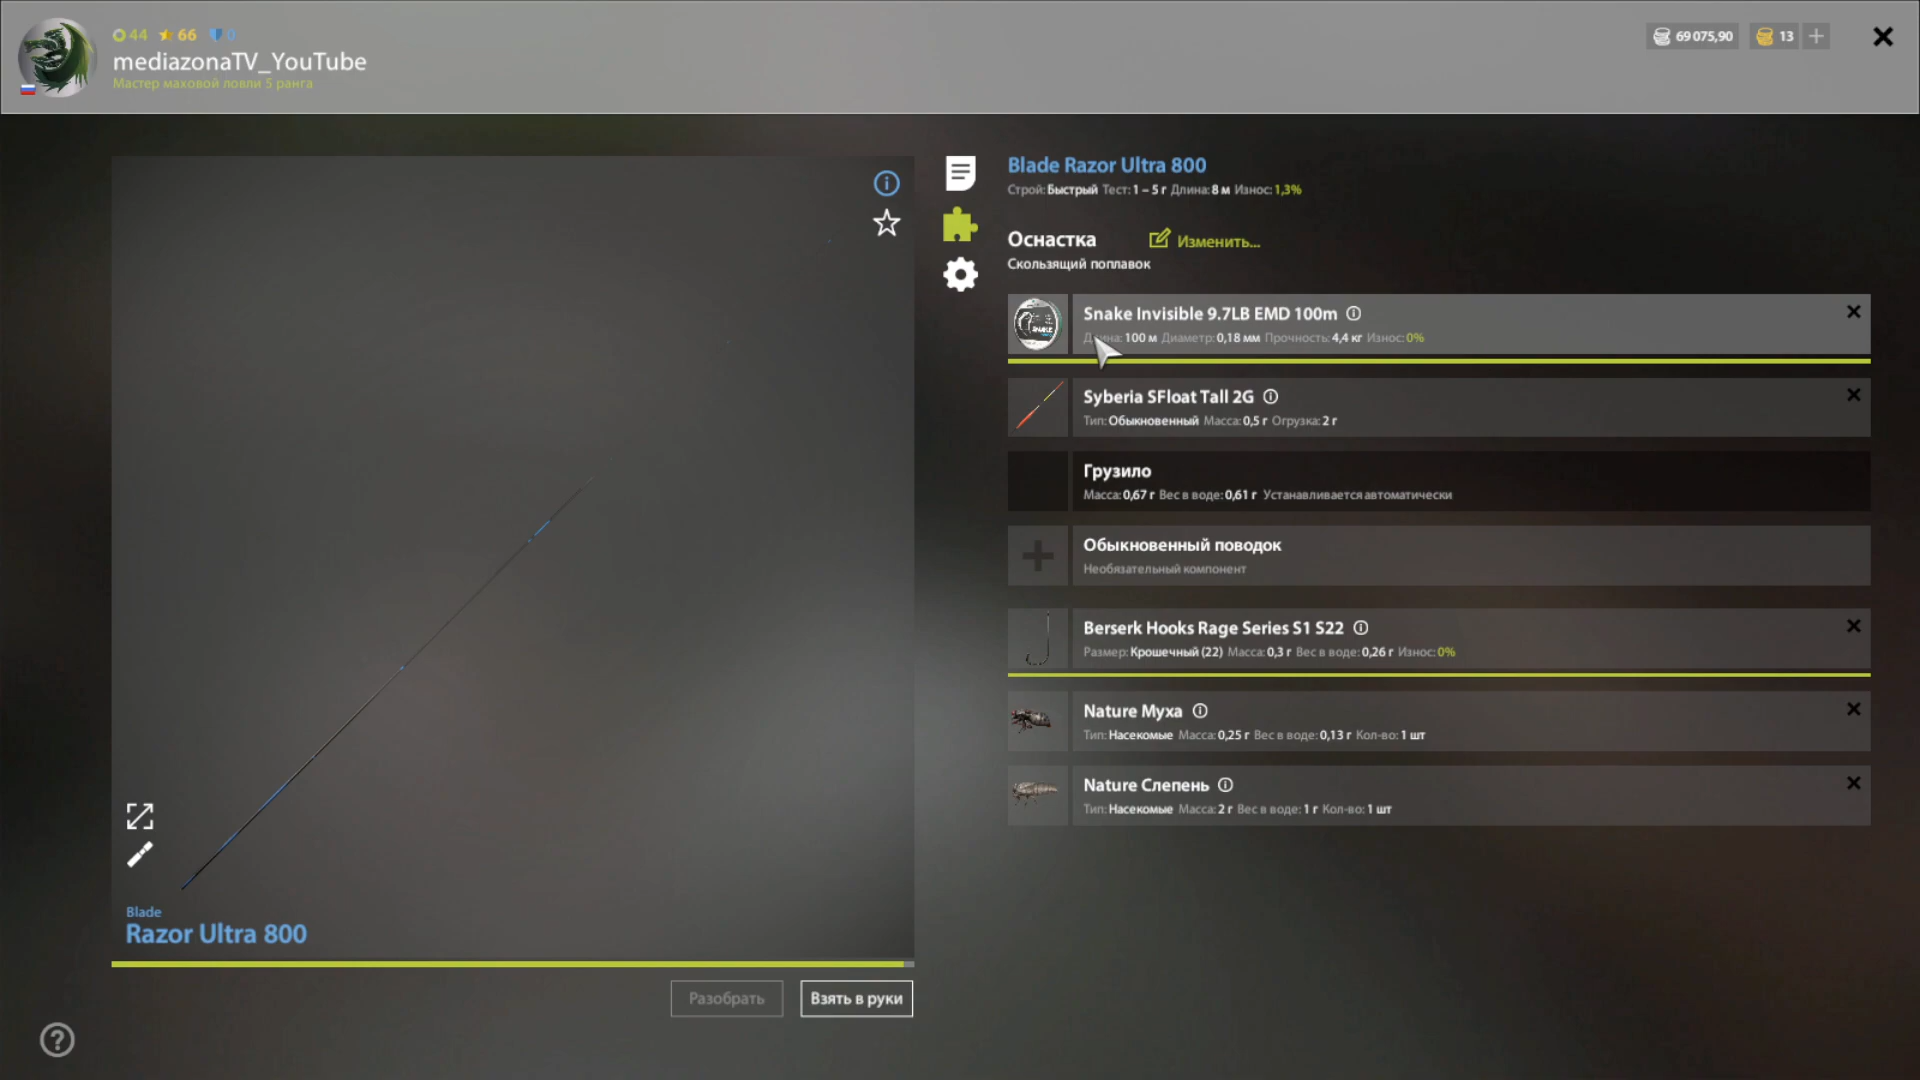 44 66 0
mediazonaTV_YouTube
Мастер маховой ловли 5 ранга
69 075,90
13
Blade Razor Ultra 800
Строй: Быстрый Тест: 1 – 5 г Длина: 8 м Износ: 1,3%
Оснастка
Изменить...
Скользящий поплавок
Snake Invisible 9.7LB EMD 100m
Длина: 100 м Диаметр: 0,18 мм Прочность: 4,4 кг Износ: 0%
Syberia SFloat Tall 2G
Тип: Обыкновенный Масса: 0,5 г Огрузка: 2 г
Грузило
Масса: 0,67 г Вес в воде: 0,61 г Устанавливается автоматически
Обыкновенный поводок
Необязательный компонент
Berserk Hooks Rage Series S1 S22
Размер: Крошечный (22) Масса: 0,3 г Вес в воде: 0,26 г Износ: 0%
Nature Муха
Тип: Насекомые Масса: 0,25 г Вес в воде: 0,13 г Кол-во: 1 шт
Nature Слепень
Тип: Насекомые Масса: 2 г Вес в воде: 1 г Кол-во: 1 шт
Blade
Razor Ultra 800
Разобрать
Взять в руки